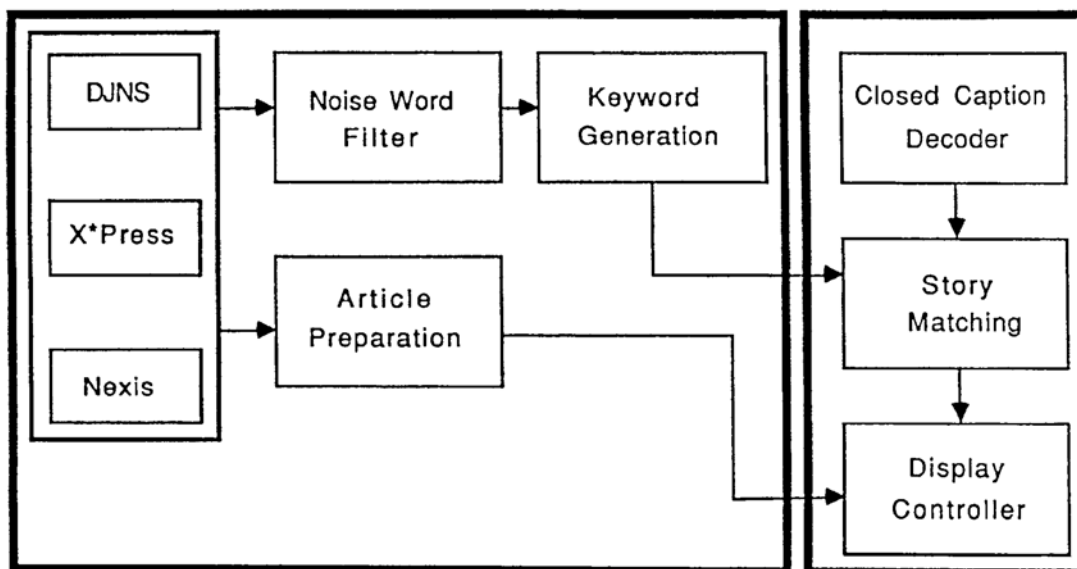 DJNS
X*Press
Nexis
Noise Word
Filter
Keyword
Generation
Article
Preparation
Closed Caption
Decoder
Story
Matching
Display
Controller